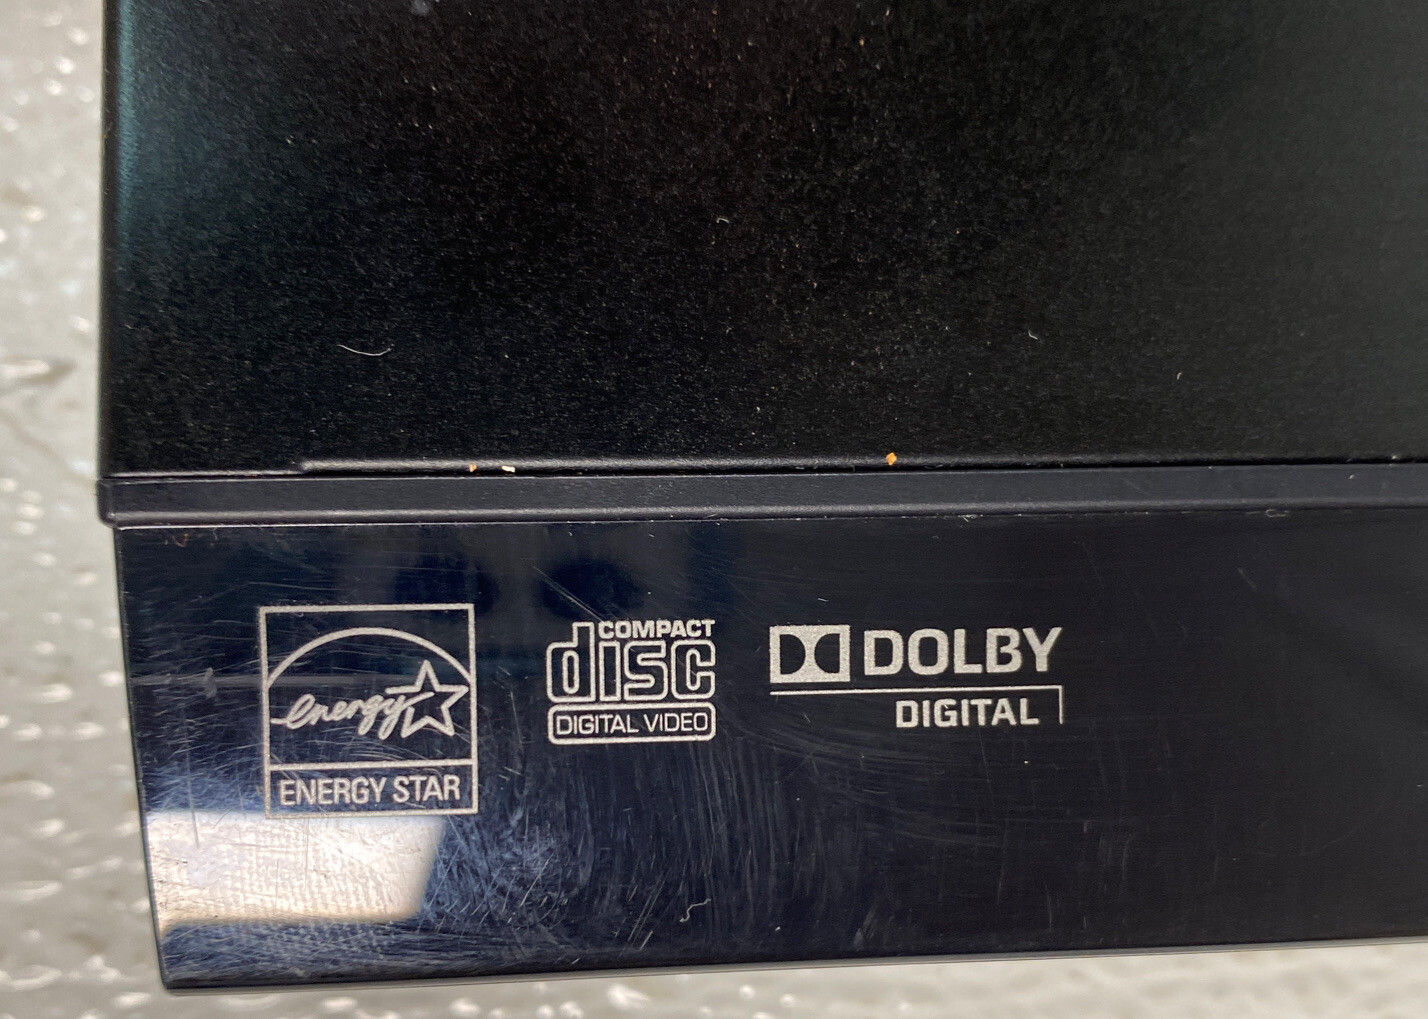 energy
ENERGY STAR
COMPACT
disc
DIGITAL VIDEO
DOLBY
DIGITAL